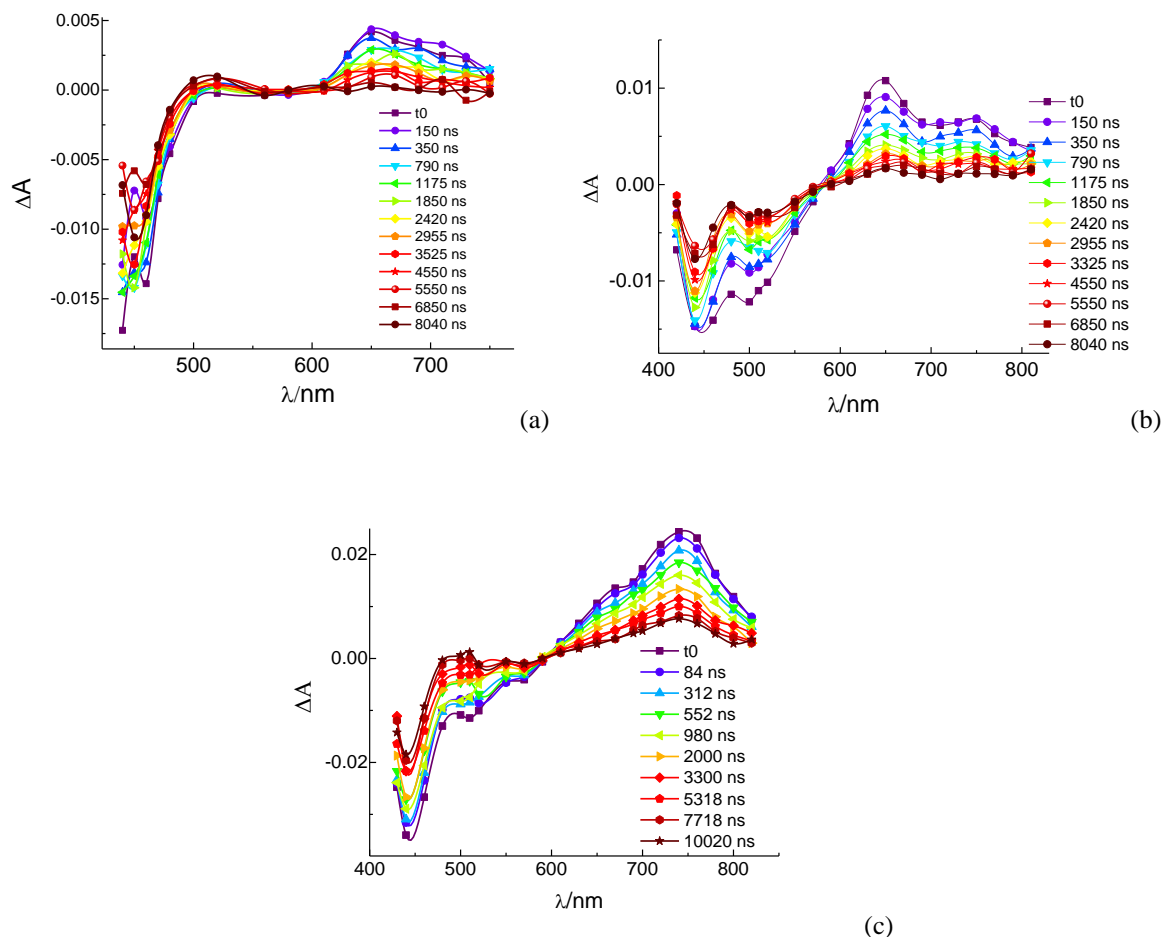 (a)
0.005
0.000
-0.005
-0.010
-0.015
ΔA
500
600
700
λ/nm
t0
150 ns
350 ns
790 ns
1175 ns
1850 ns
2420 ns
2955 ns
3525 ns
4550 ns
5550 ns
6850 ns
8040 ns
(b)
0.01
0.00
-0.01
ΔA
400
500
600
700
800
λ/nm
t0
150 ns
350 ns
790 ns
1175 ns
1850 ns
2420 ns
2955 ns
3325 ns
4550 ns
5550 ns
6850 ns
8040 ns
0.02
0.00
-0.02
ΔA
400
500
600
700
800
λ/nm
t0
84 ns
312 ns
552 ns
980 ns
2000 ns
3300 ns
5318 ns
7718 ns
10020 ns
(c)